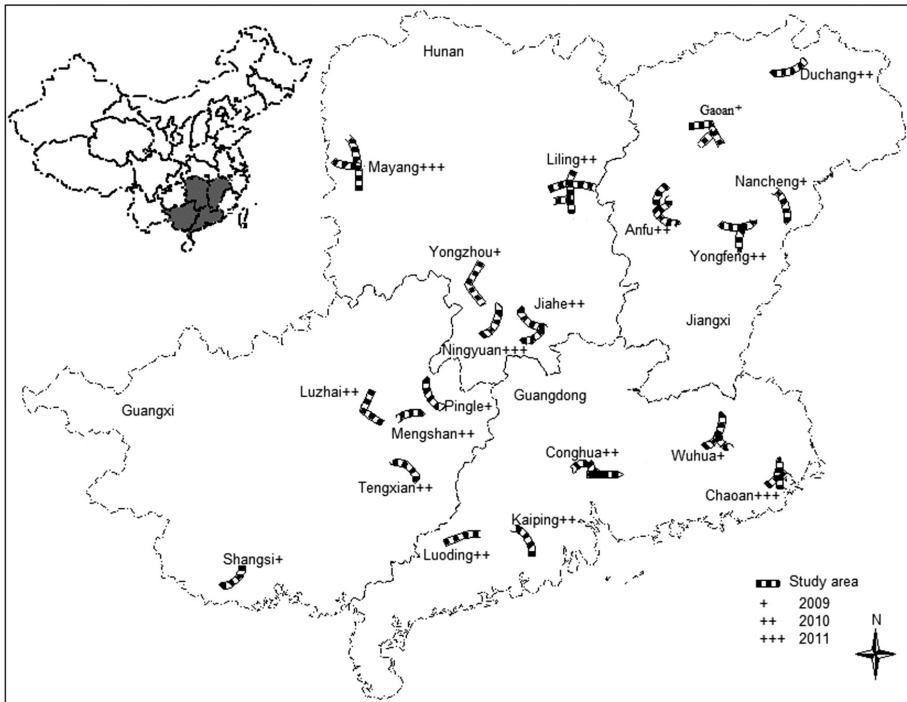 Hunan
Duchang++
Gaoan+
Mayang+++
Liling++
Nancheng+
Anfu++
Yongfeng++
Yongzhou+
Jiahe++
Jiangxi
Ningyuan+++
Luzhai++
Guangdong
Guangxi
Pingle+
Mengshan++
Conghua++
Wuhua+
Tengxian++
Chaoan+++
Kaiping++
Luoding++
Shangsi+
Study area
+ 2009
++ 2010
+++ 2011
N